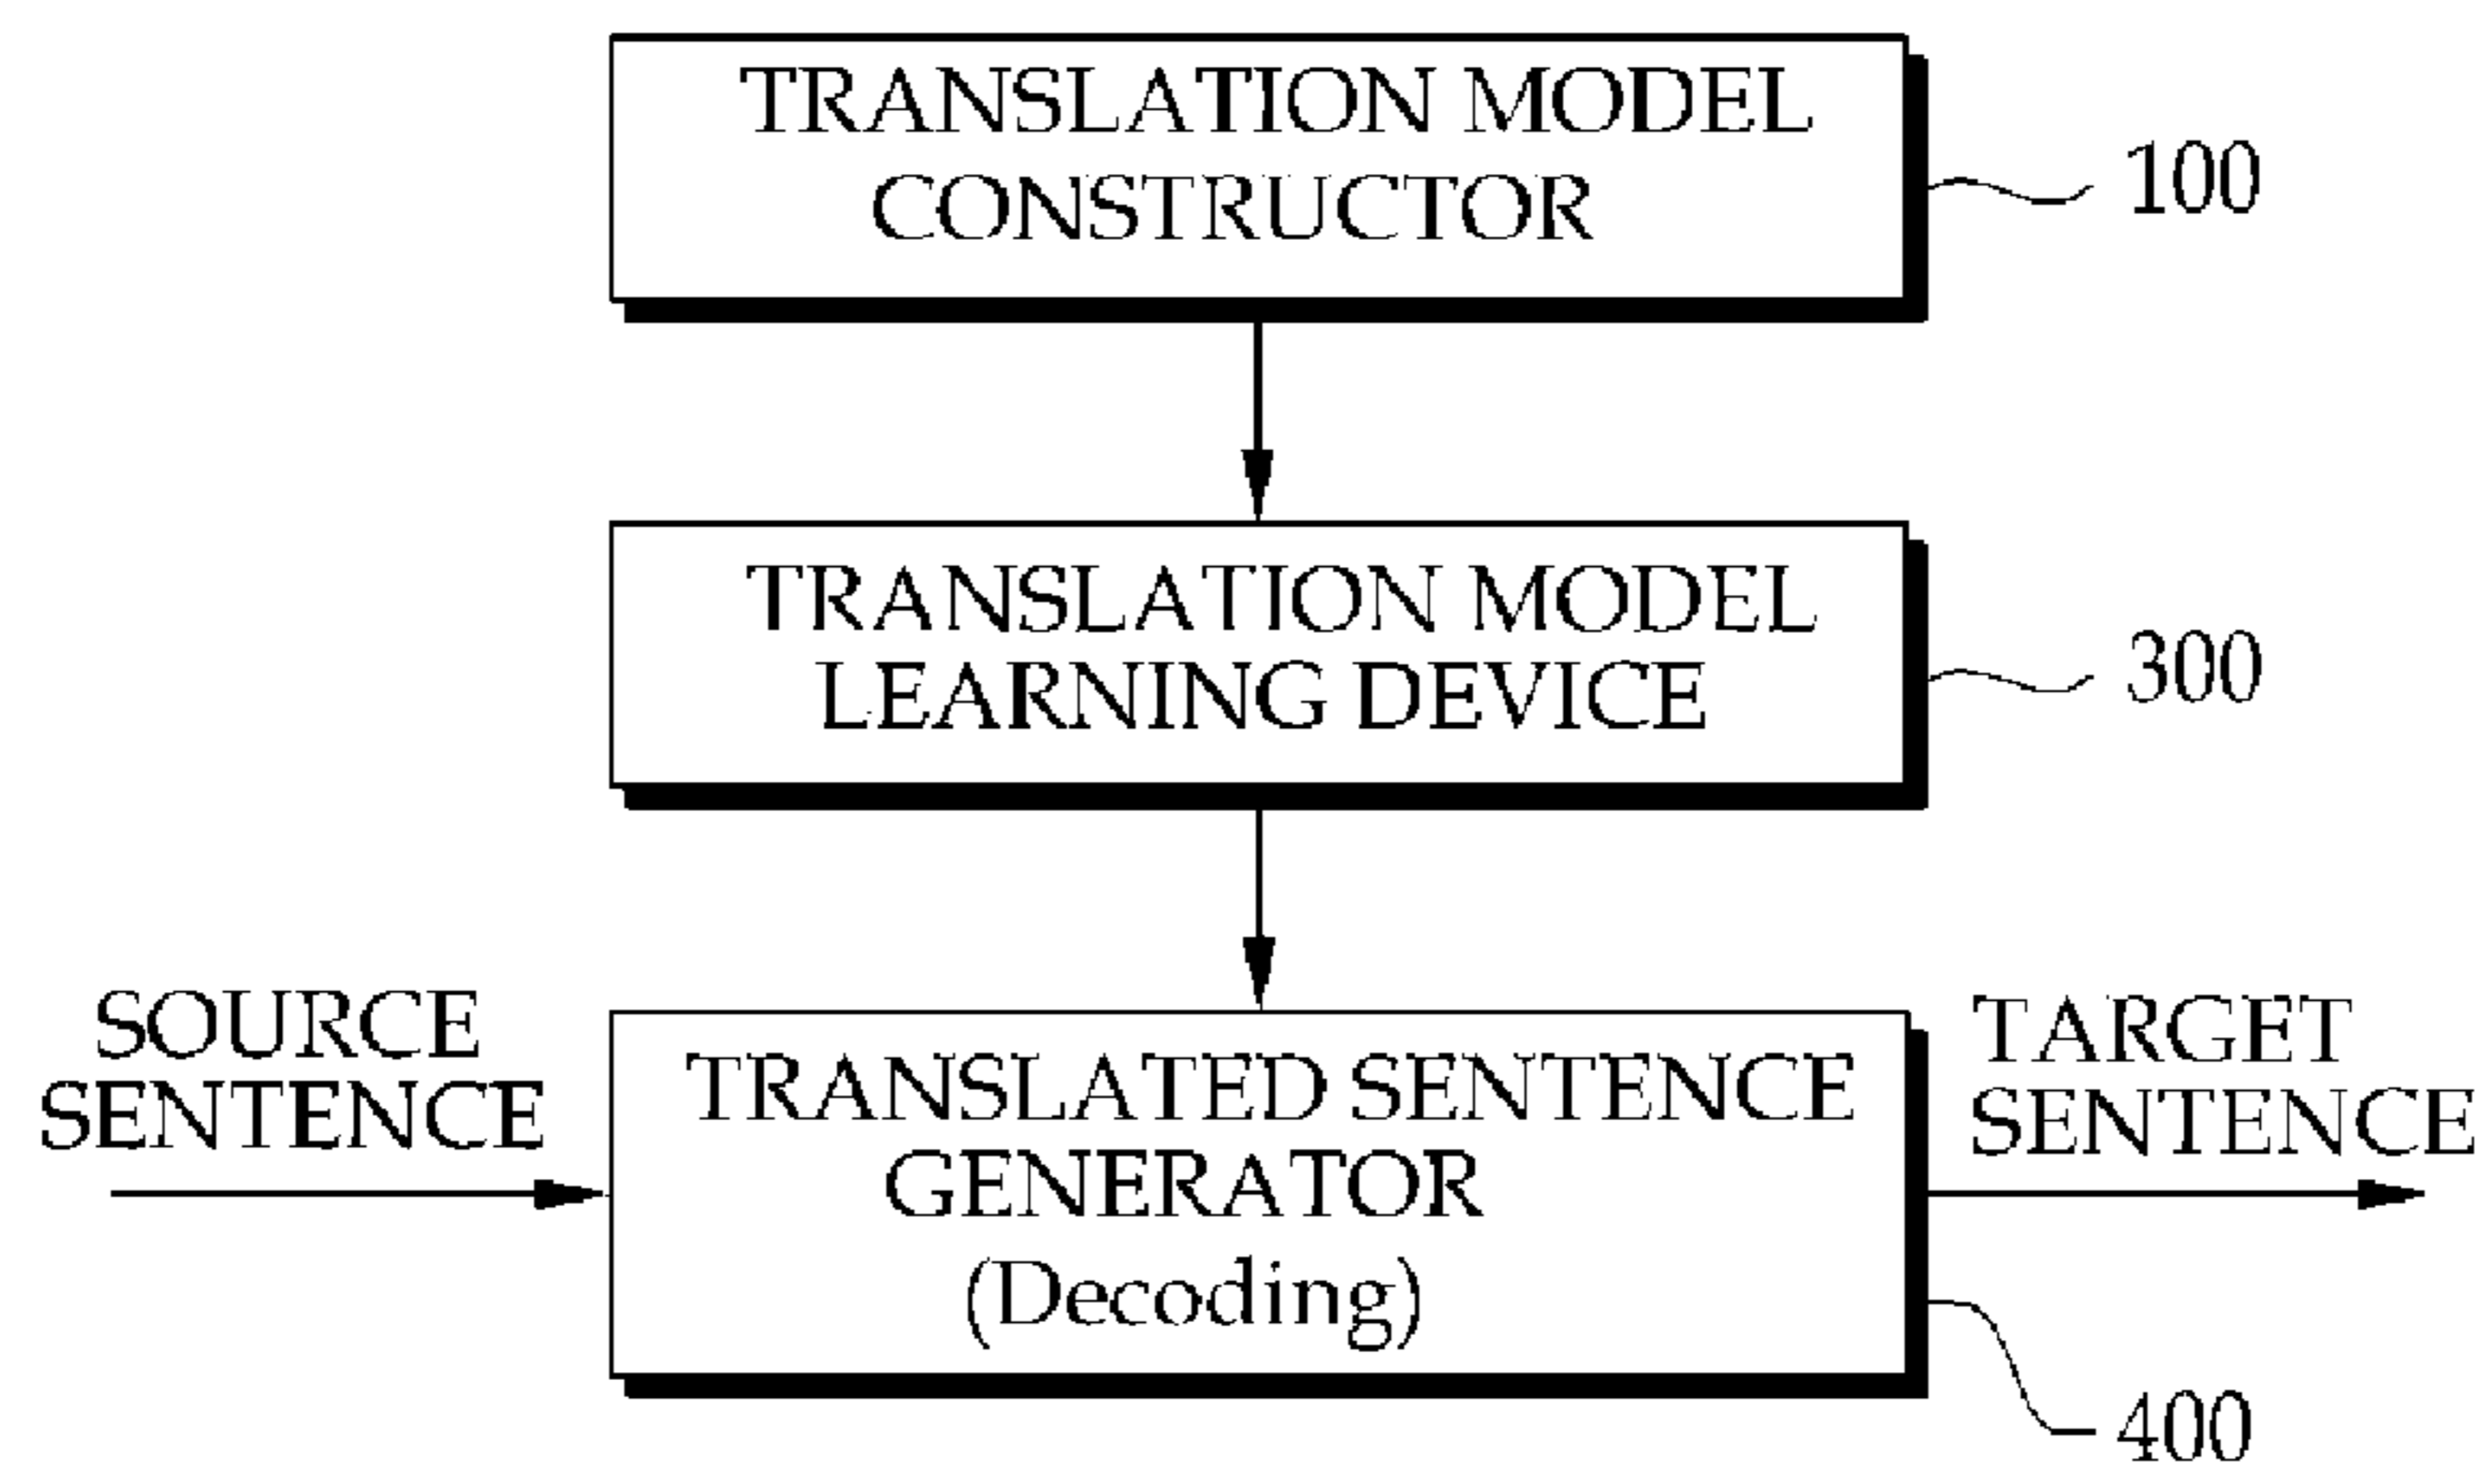 TRANSLATION MODEL
CONSTRUCTOR
100
TRANSLATION MODEL
LEARNING DEVICE
300
SOURCE
SENTENCE
TRANSLATED SENTENCE
GENERATOR
(Decoding)
TARGET
SENTENCE
400